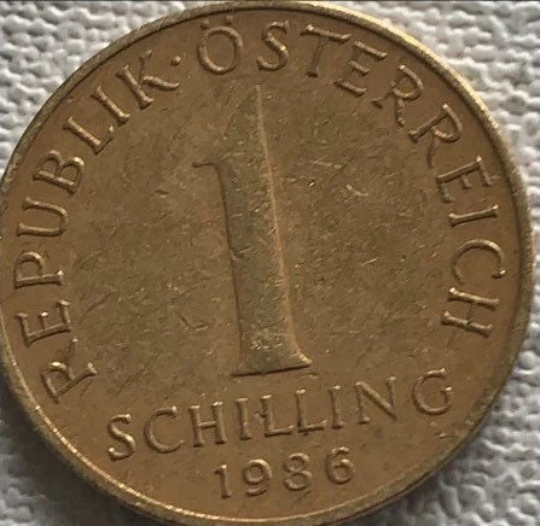 REPUBLIK·ÖSTERREICH
1
SCHILLING
1986